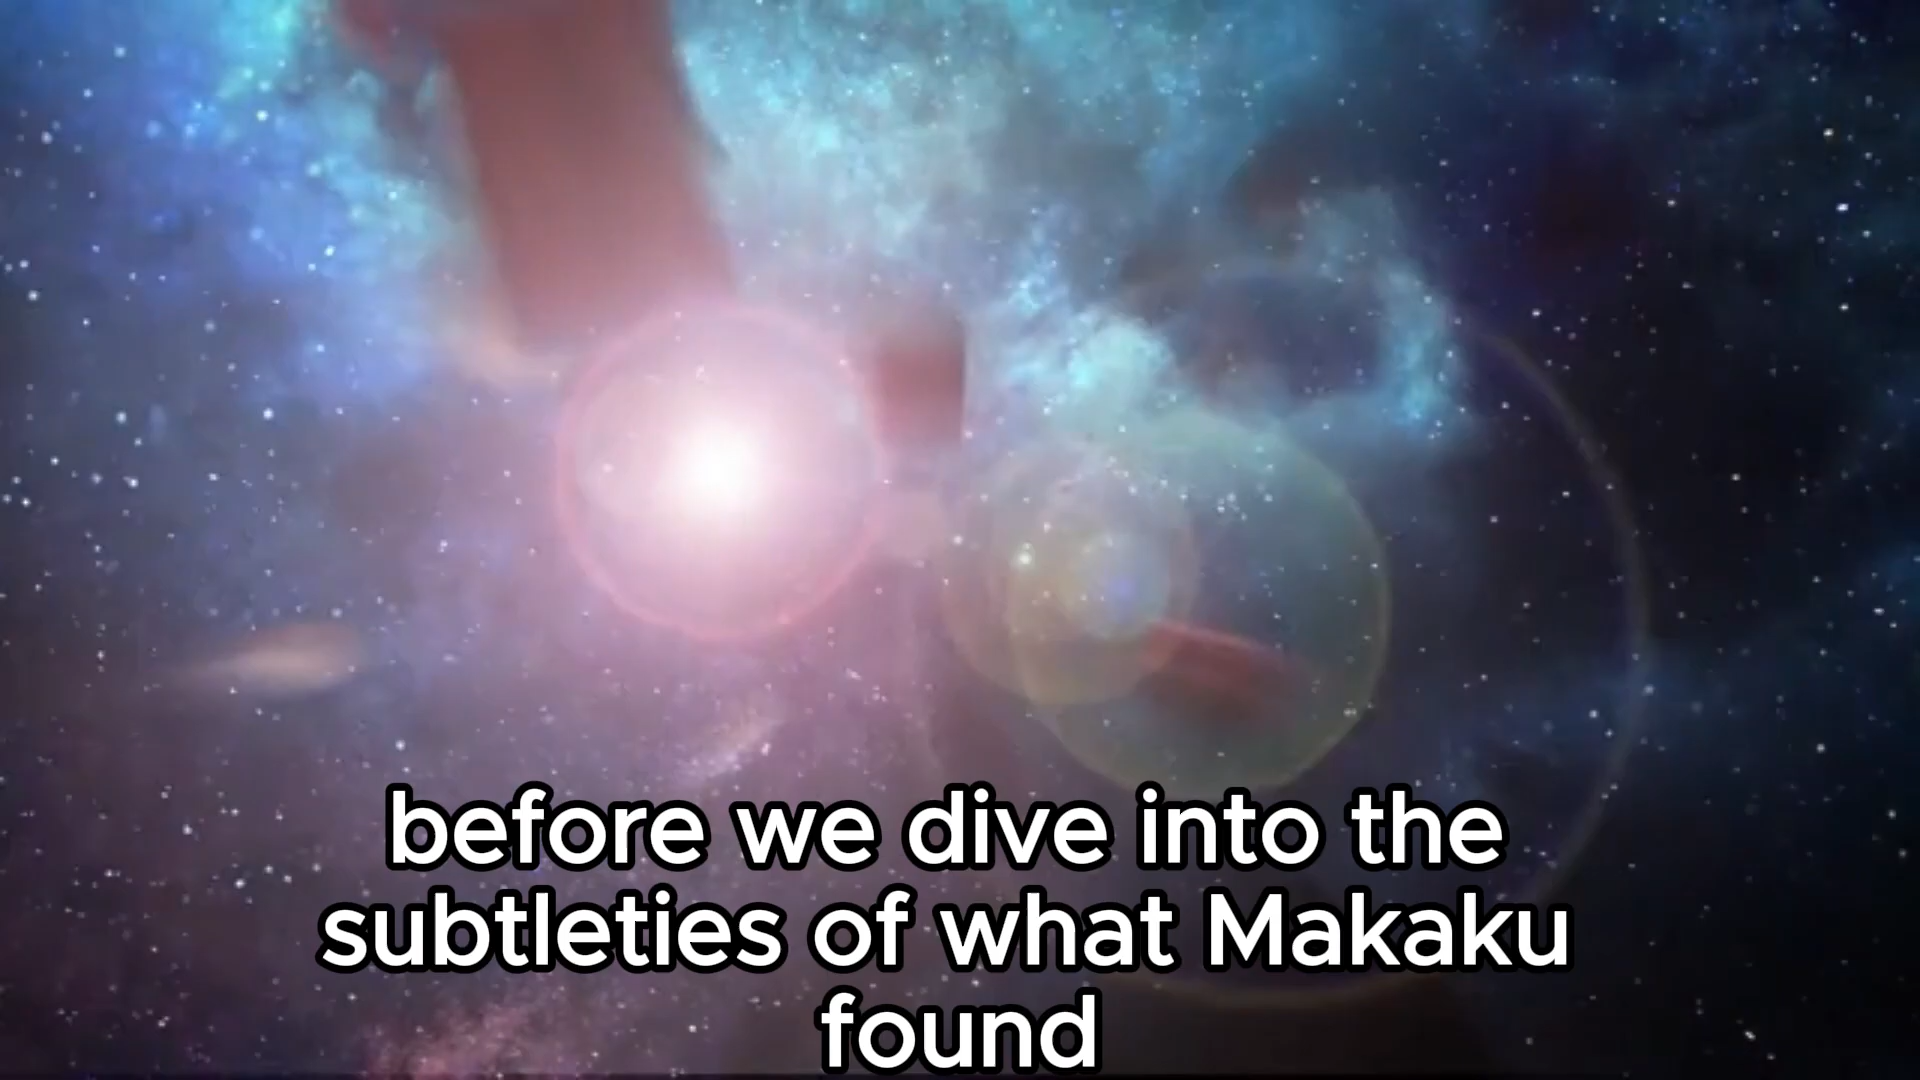 before we dive into the
subtleties of what Makaku
found